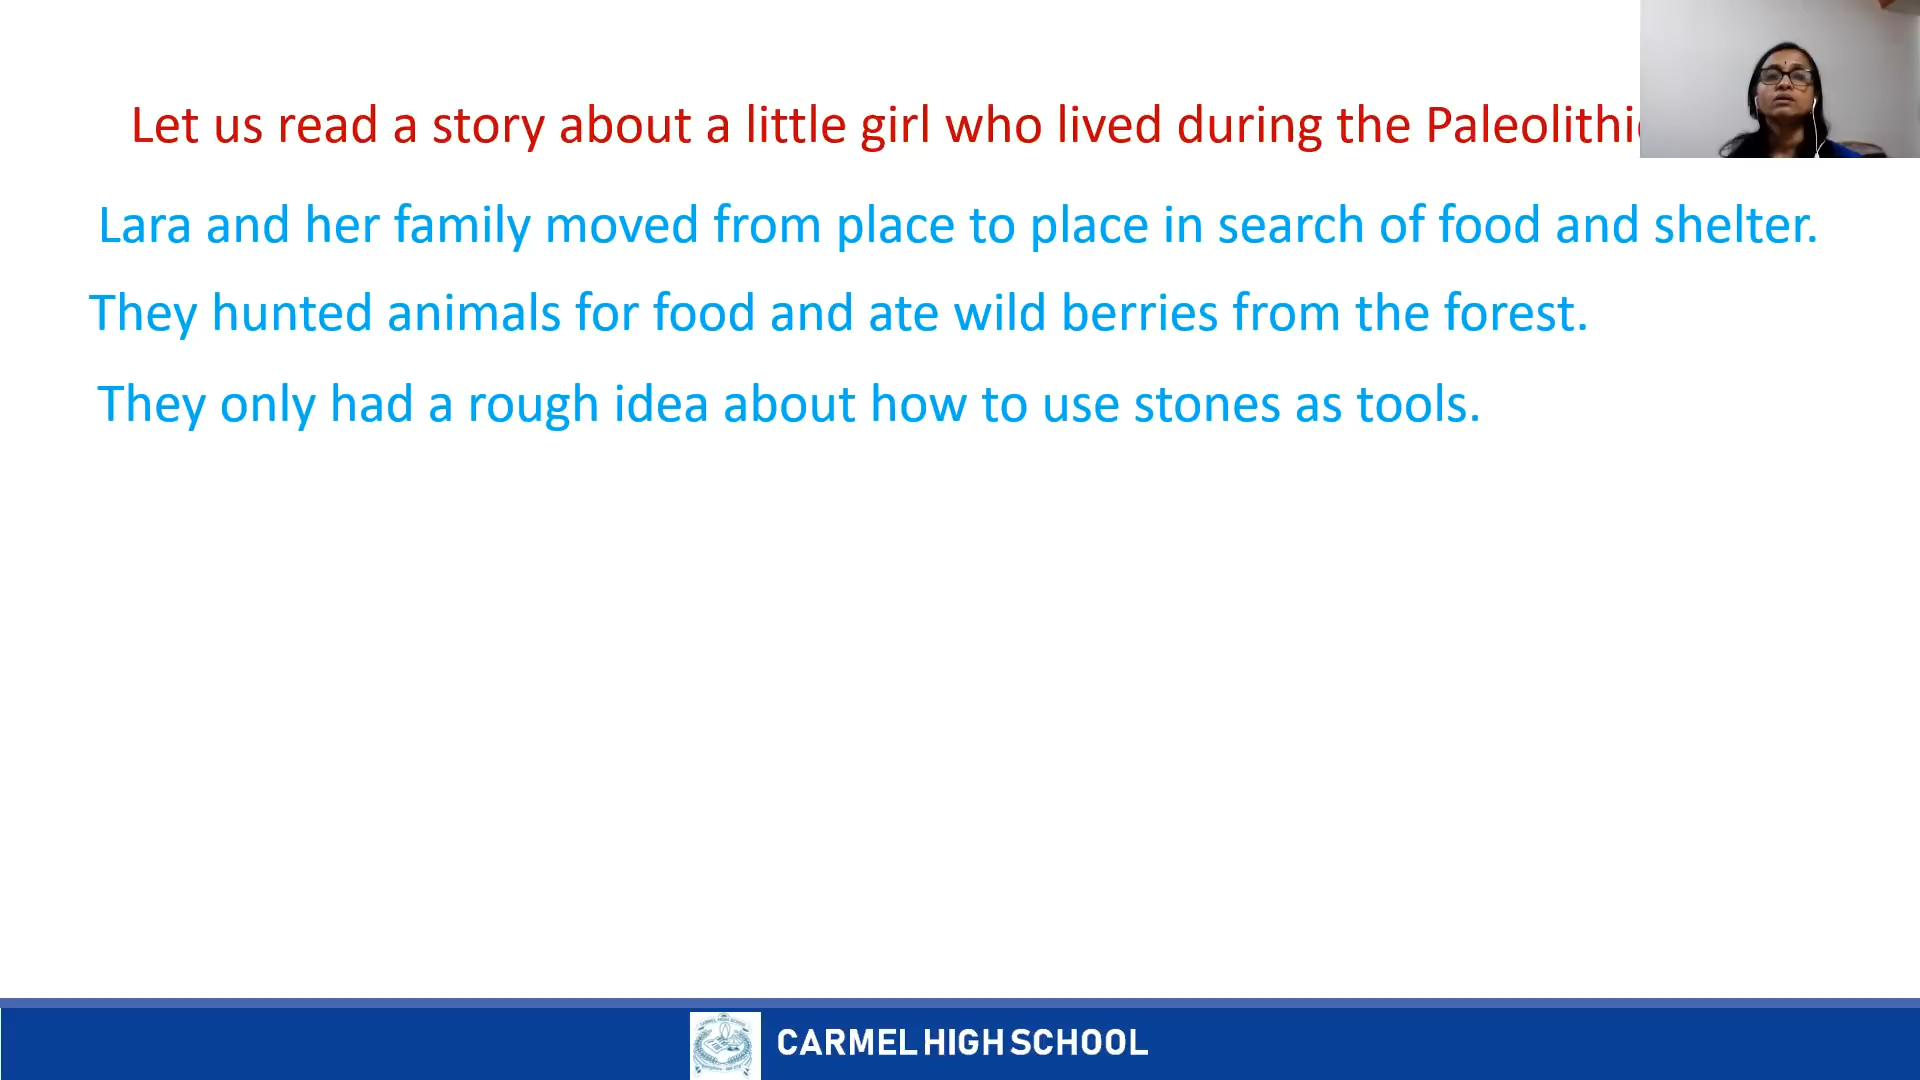 Let us read a story about a little girl who lived during the
Lara and her family moved from place to place in search of food and shelter.
They hunted animals for food and ate wild berries from the forest.
They only had a rough idea about how to use stones as tools.
CARMEL HIGH SCHOOL